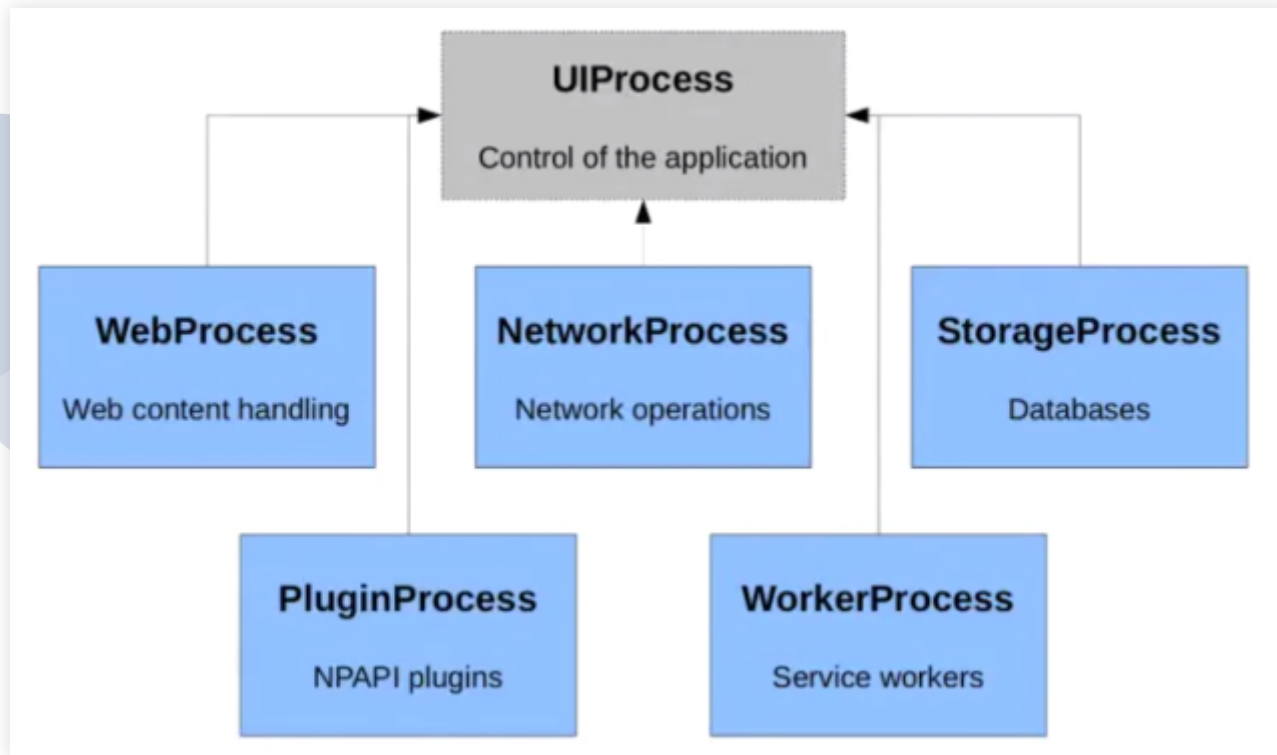 UIProcess
Control of the application
WebProcess
Web content handling
NetworkProcess
Network operations
StorageProcess
Databases
PluginProcess
NPAPI plugins
WorkerProcess
Service workers